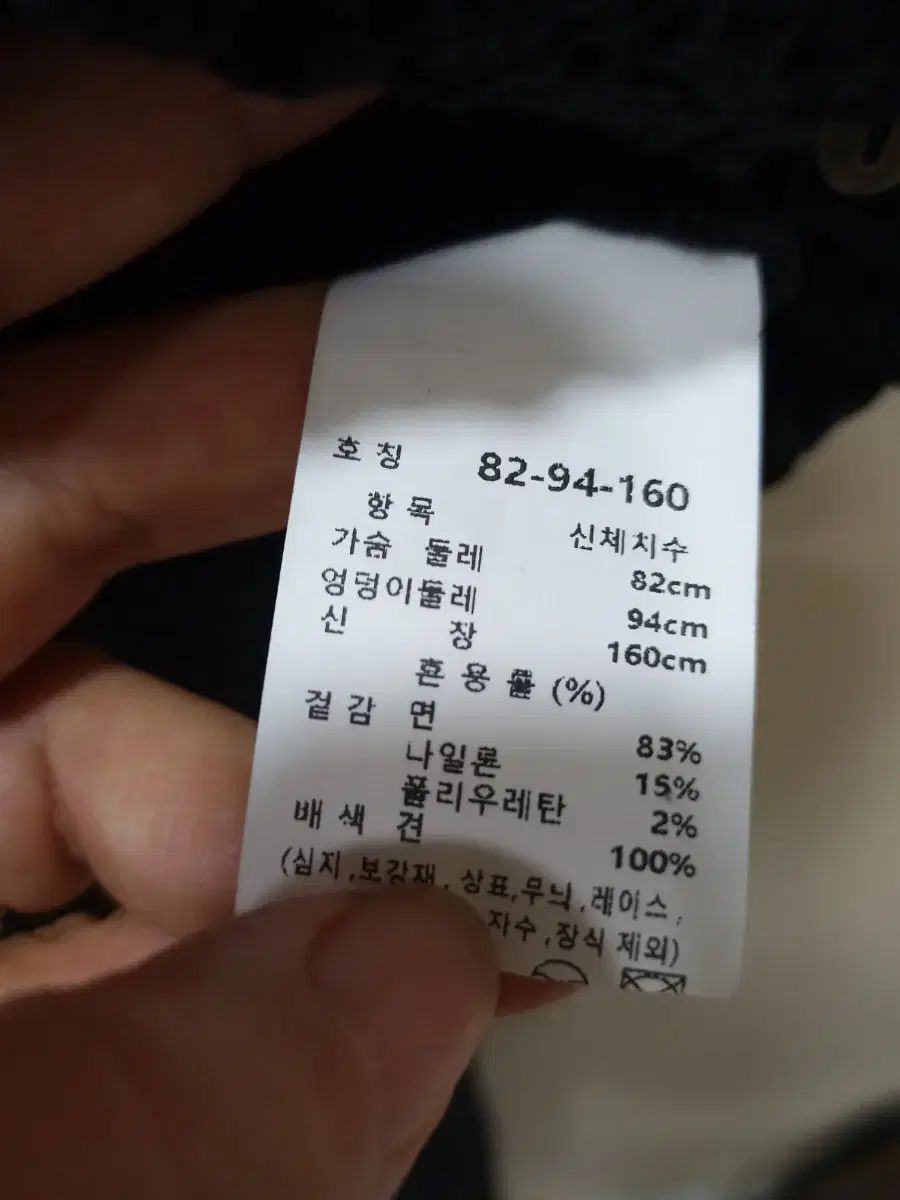 호 칭 82-94-160
항 목 신체치수
가슴 둘레 82cm
엉덩이둘레 94cm
신 장 160cm
혼 용 률 (%)
겉 감 면 83%
나일론 15%
폴리우레탄 2%
배 색 견 100%
(심지,보강재, 상표,무늬,레이스,
자수,장식 제외)